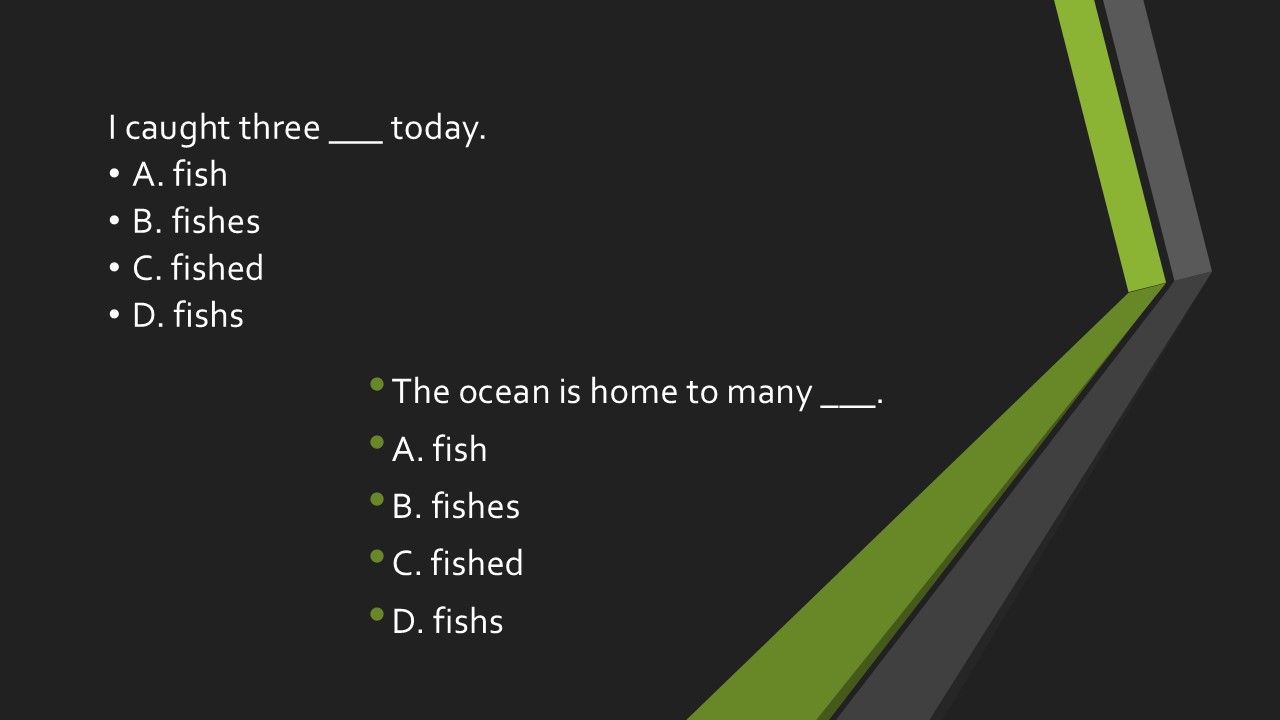 I caught three ___ today.
• A. fish
• B. fishes
• C. fished
• D. fishs
• The ocean is home to many ___.
• A. fish
• B. fishes
• C. fished
• D. fishs